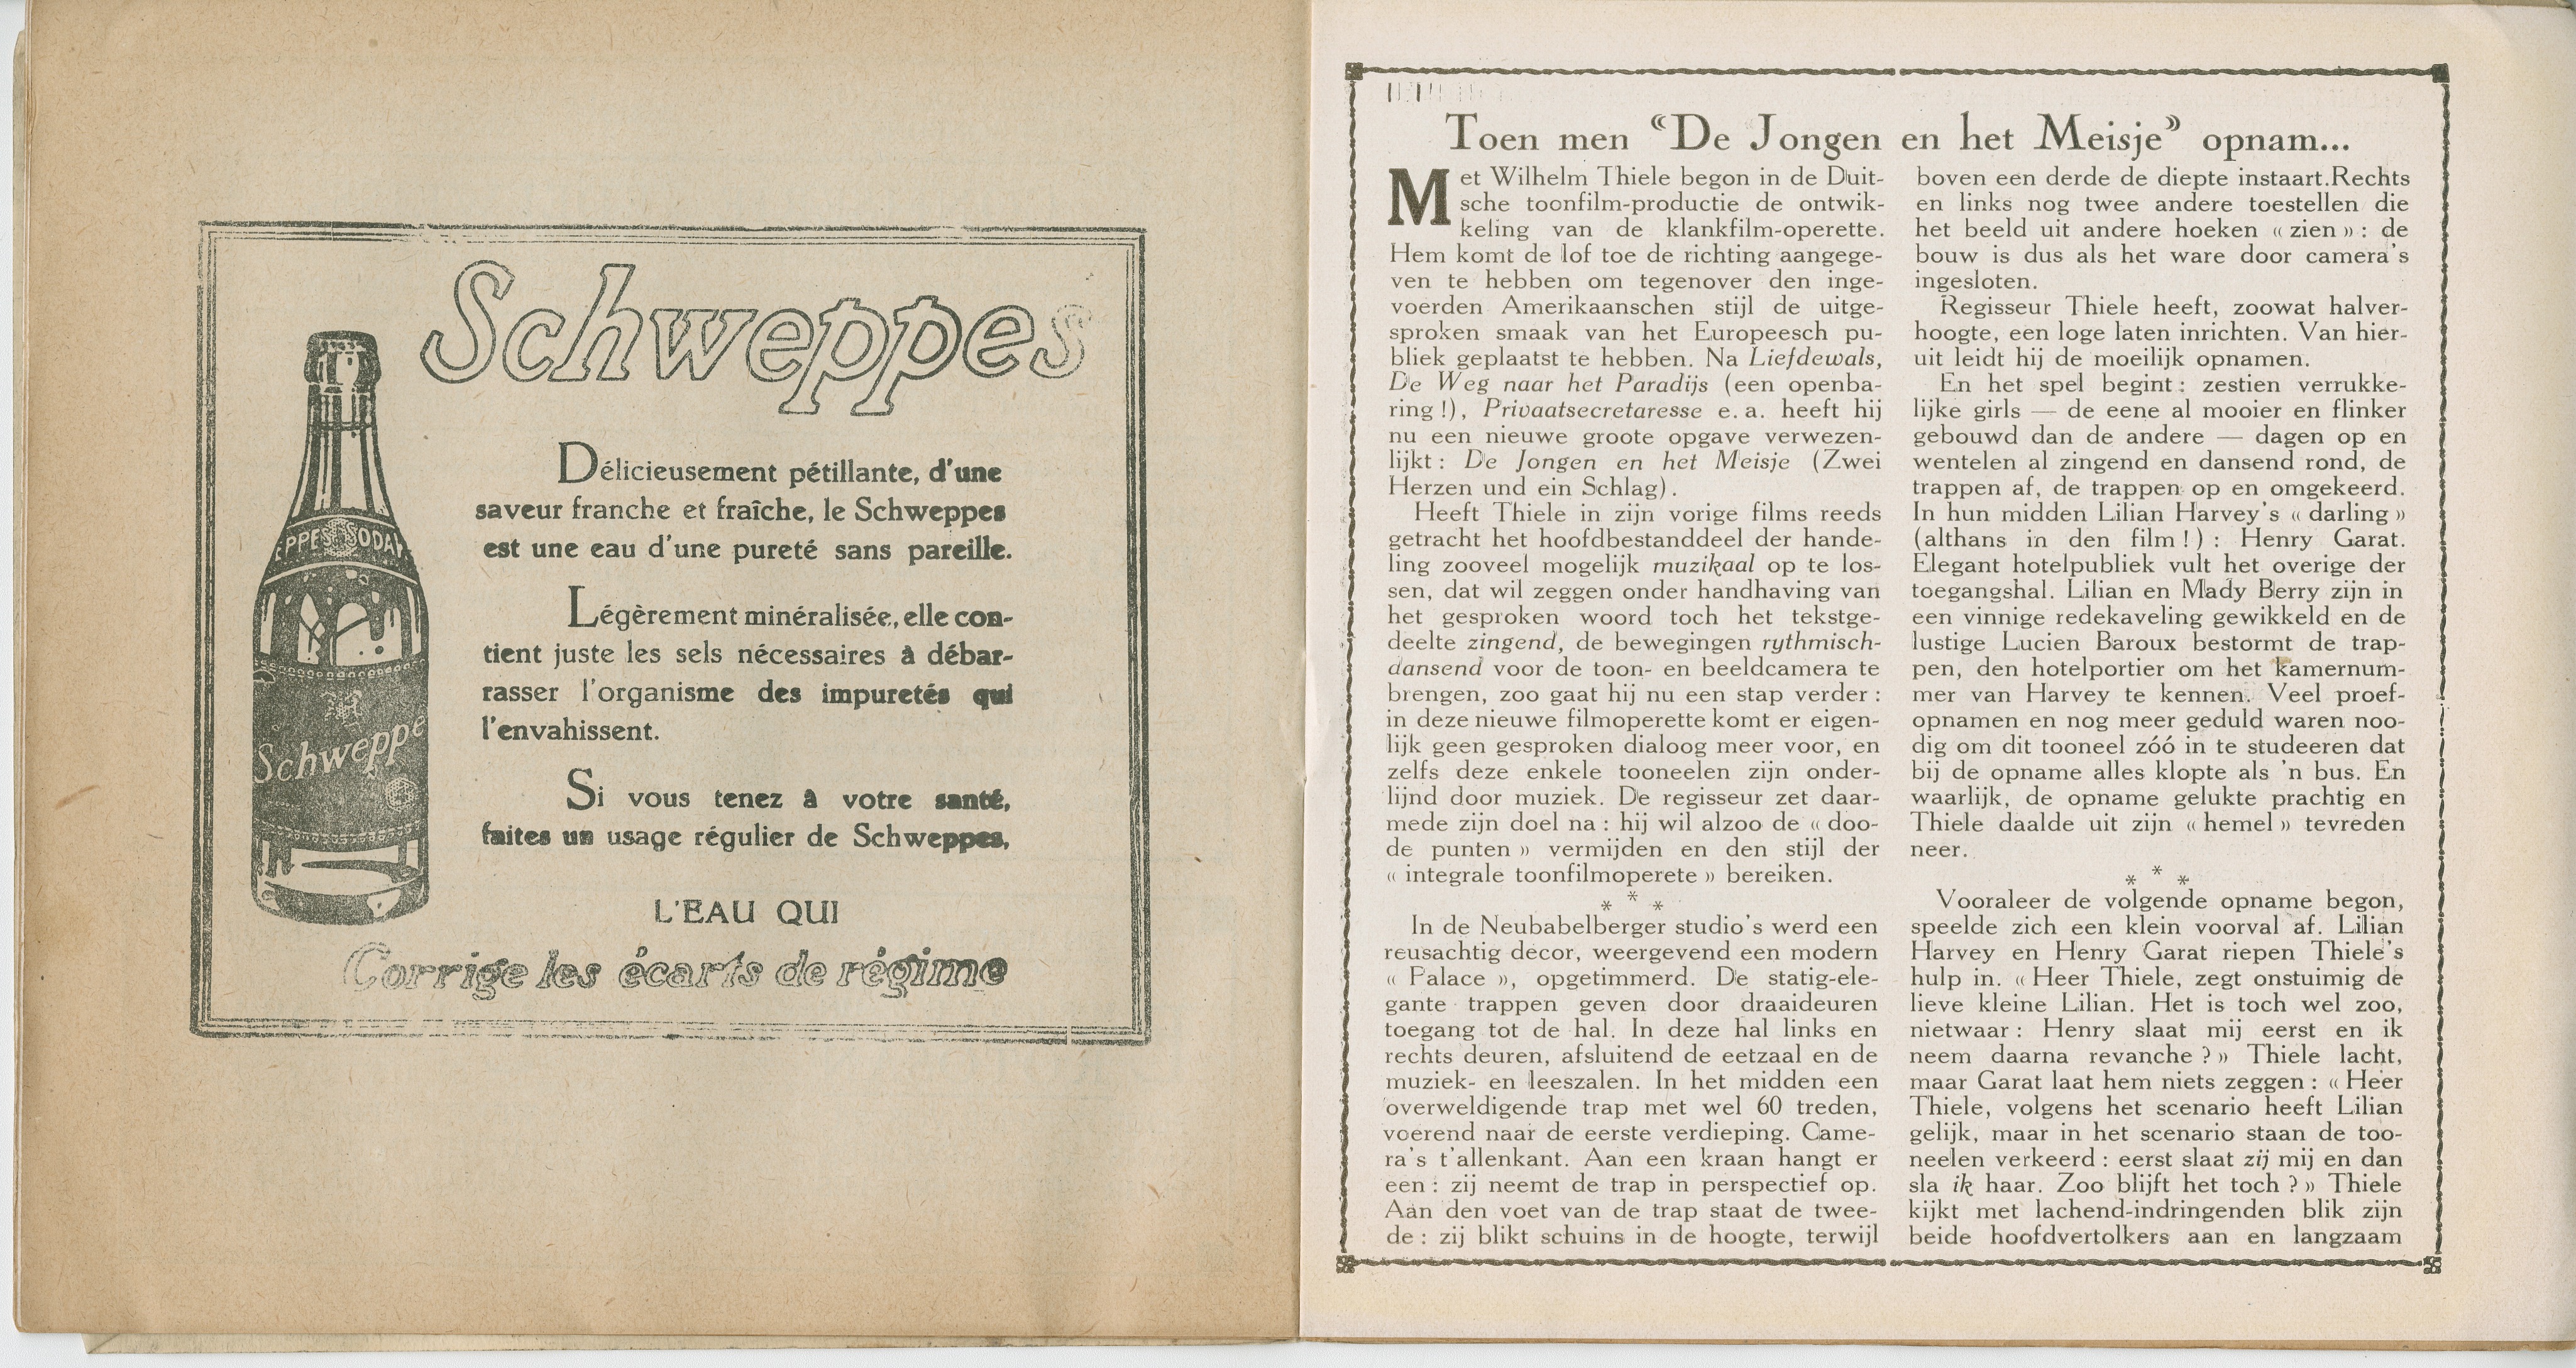 Schweppes
Délicieusement pétillante, d'une
saveur franche et fraîche, le Schweppes
est une eau d'une pureté sans pareille.
Légèrement minéralisée, elle con-
tient juste les sels nécessaires à débar-
rasser l'organisme des impuretés qui
l'envahissent.
Si vous tenez à votre santé,
faites un usage régulier de Schweppes,
L'EAU QUI
Corrige les écarts de régime
EPPES SODA
Schweppe
Toen men «De Jongen en het Meisje» opnam...
Met Wilhelm Thiele begon in de Duit-
sche toonfilm-productie de ontwik-
keling van de klankfilm-operette.
Hem komt de lof toe de richting aangege-
ven te hebben om tegenover den inge-
voerden Amerikaanschen stijl de uitge-
sproken smaak van het Europeesch pu-
bliek geplaatst te hebben. Na Liefdewals,
De Weg naar het Paradijs (een openba-
ring !), Privaatsecretaresse e. a. heeft hij
nu een nieuwe groote opgave verwezen-
lijkt : De Jongen en het Meisje (Zwei
Herzen und ein Schlag).
Heeft Thiele in zijn vorige films reeds
getracht het hoofdbestanddeel der hande-
ling zooveel mogelijk muzikaal op te los-
sen, dat wil zeggen onder handhaving van
het gesproken woord toch het tekstge-
deelte zingend, de bewegingen rythmisch-
dansend voor de toon- en beeldcamera te
brengen, zoo gaat hij nu een stap verder :
in deze nieuwe filmoperette komt er eigen-
lijk geen gesproken dialoog meer voor, en
zelfs deze enkele tooneelen zijn onder-
lijnd door muziek. De regisseur zet daar-
mede zijn doel na : hij wil alzoo de « doo-
de punten » vermijden en den stijl der
« integrale toonfilmoperete » bereiken.
* * *
In de Neubabelberger studio's werd een
reusachtig decor, weergevend een modern
« Palace », opgetimmerd. De statig-ele-
gante trappen geven door draaideuren
toegang tot de hal. In deze hal links en
rechts deuren, afsluitend de eetzaal en de
muziek- en leeszalen. In het midden een
overweldigende trap met wel 60 treden,
voerend naar de eerste verdieping. Came-
ra's t'allenkant. Aan een kraan hangt er
een : zij neemt de trap in perspectief op.
Aan den voet van de trap staat de twee-
de : zij blikt schuins in de hoogte, terwijl
boven een derde de diepte instaart.Rechts
en links nog twee andere toestellen die
het beeld uit andere hoeken « zien » : de
bouw is dus als het ware door camera's
ingesloten.
Regisseur Thiele heeft, zoowat halver-
hoogte, een loge laten inrichten. Van hier-
uit leidt hij de moeilijk opnamen.
En het spel begint : zestien verrukke-
lijke girls — de eene al mooier en flinker
gebouwd dan de andere — dagen op en
wentelen al zingend en dansend rond, de
trappen af, de trappen op en omgekeerd.
In hun midden Lilian Harvey's « darling »
(althans in den film !) : Henry Garat.
Elegant hotelpubliek vult het overige der
toegangshal. Lilian en Mady Berry zijn in
een vinnige redekaveling gewikkeld en de
lustige Lucien Baroux bestormt de trap-
pen, den hotelportier om het kamernum-
mer van Harvey te kennen. Veel proef-
opnamen en nog meer geduld waren noo-
dig om dit tooneel zóó in te studeeren dat
bij de opname alles klopte als 'n bus. En
waarlijk, de opname gelukte prachtig en
Thiele daalde uit zijn « hemel » tevreden
neer.
* * *
Vooraleer de volgende opname begon,
speelde zich een klein voorval af. Lilian
Harvey en Henry Garat riepen Thiele's
hulp in. « Heer Thiele, zegt onstuimig de
lieve kleine Lilian. Het is toch wel zoo,
nietwaar : Henry slaat mij eerst en ik
neem daarna revanche ? » Thiele lacht,
maar Garat laat hem niets zeggen : « Heer
Thiele, volgens het scenario heeft Lilian
gelijk, maar in het scenario staan de too-
neelen verkeerd : eerst slaat zij mij en dan
sla ik haar. Zoo blijft het toch ? » Thiele
kijkt met lachend-indringenden blik zijn
beide hoofdvertolkers aan en langzaam